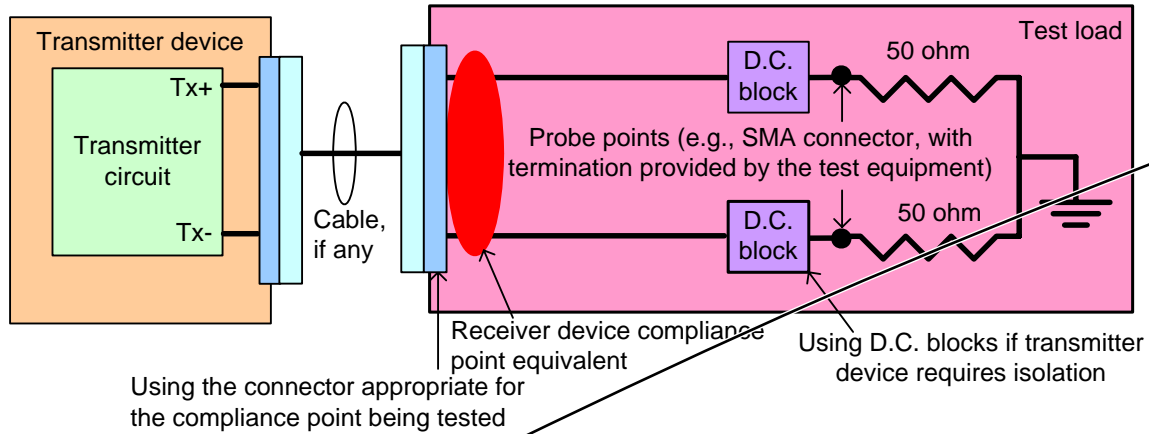 Transmitter device
Tx+
Transmitter
circuit
Tx-
Cable,
if any
Test load
D.C.
block
50 ohm
Probe points (e.g., SMA connector, with
termination provided by the test equipment)
D.C.
block
50 ohm
Receiver device compliance
point equivalent
Using D.C. blocks if transmitter
device requires isolation
Using the connector appropriate for
the compliance point being tested